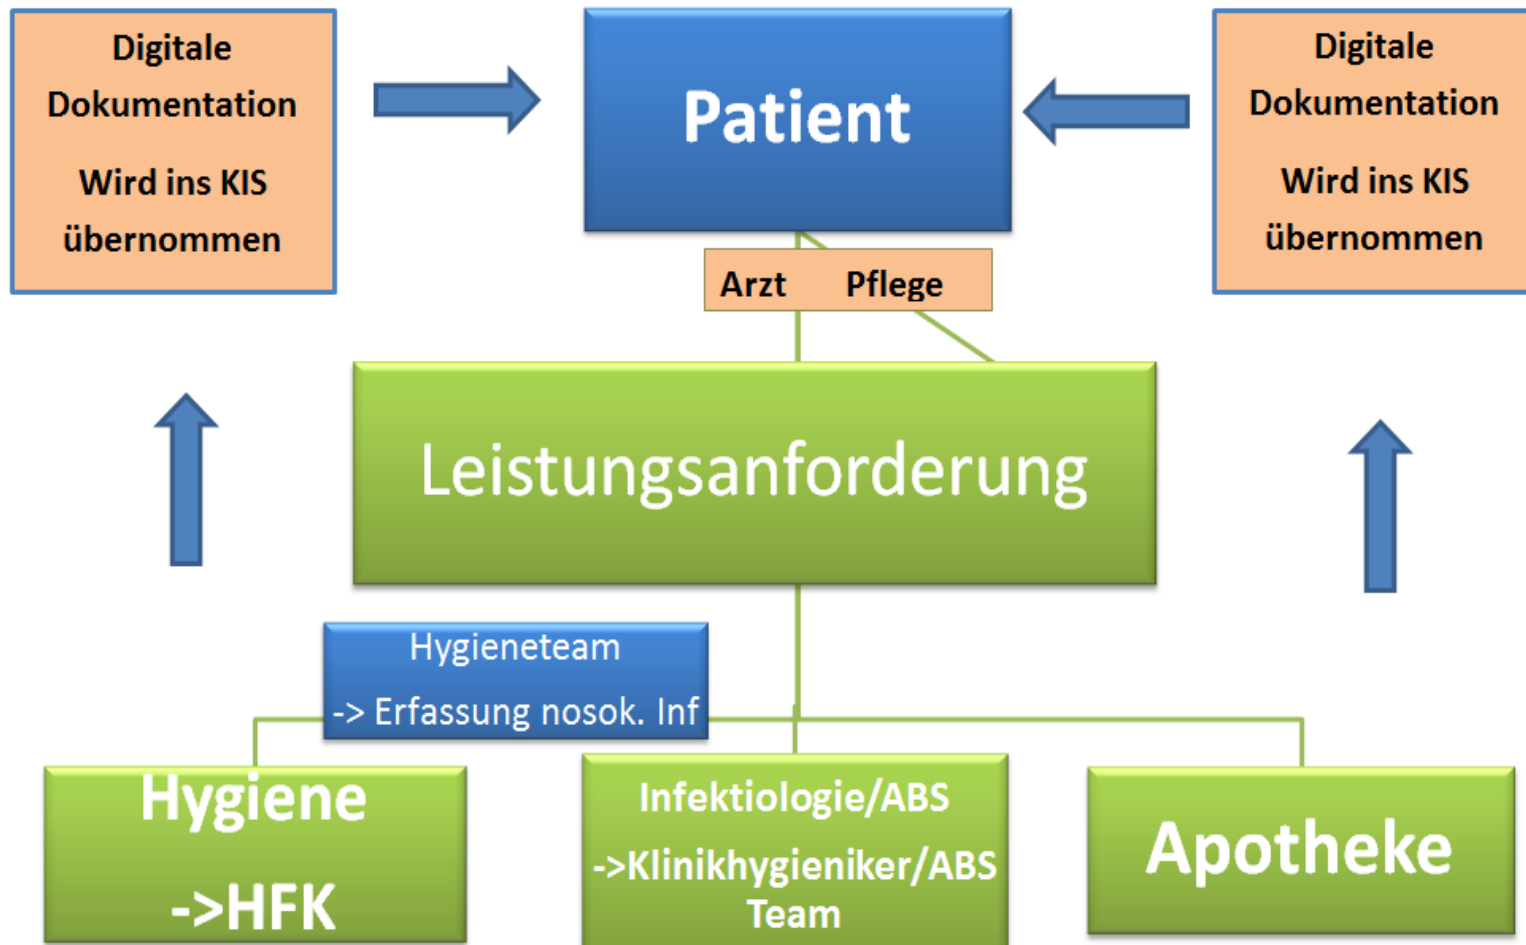 Digitale
Dokumentation
Wird ins KIS
übernommen
Patient
Digitale
Dokumentation
Wird ins KIS
übernommen
Arzt Pflege
Leistungsanforderung
Hygieneteam
-> Erfassung nosok. Inf
Hygiene
->HFK
Infektiologie/ABS
->Klinikhygieniker/ABS
Team
Apotheke